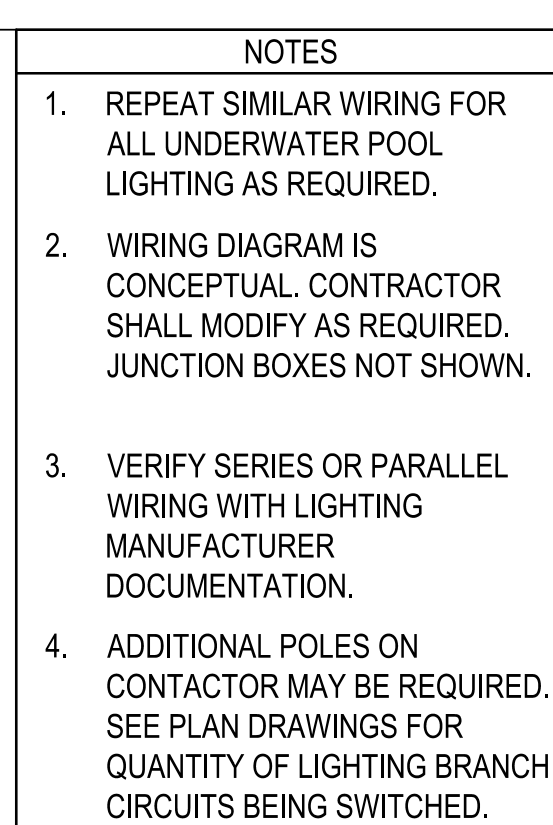 NOTES
1. REPEAT SIMILAR WIRING FOR
ALL UNDERWATER POOL
LIGHTING AS REQUIRED.
2. WIRING DIAGRAM IS
CONCEPTUAL. CONTRACTOR
SHALL MODIFY AS REQUIRED.
JUNCTION BOXES NOT SHOWN.
3. VERIFY SERIES OR PARALLEL
WIRING WITH LIGHTING
MANUFACTURER
DOCUMENTATION.
4. ADDITIONAL POLES ON
CONTACTOR MAY BE REQUIRED.
SEE PLAN DRAWINGS FOR
QUANTITY OF LIGHTING BRANCH
CIRCUITS BEING SWITCHED.